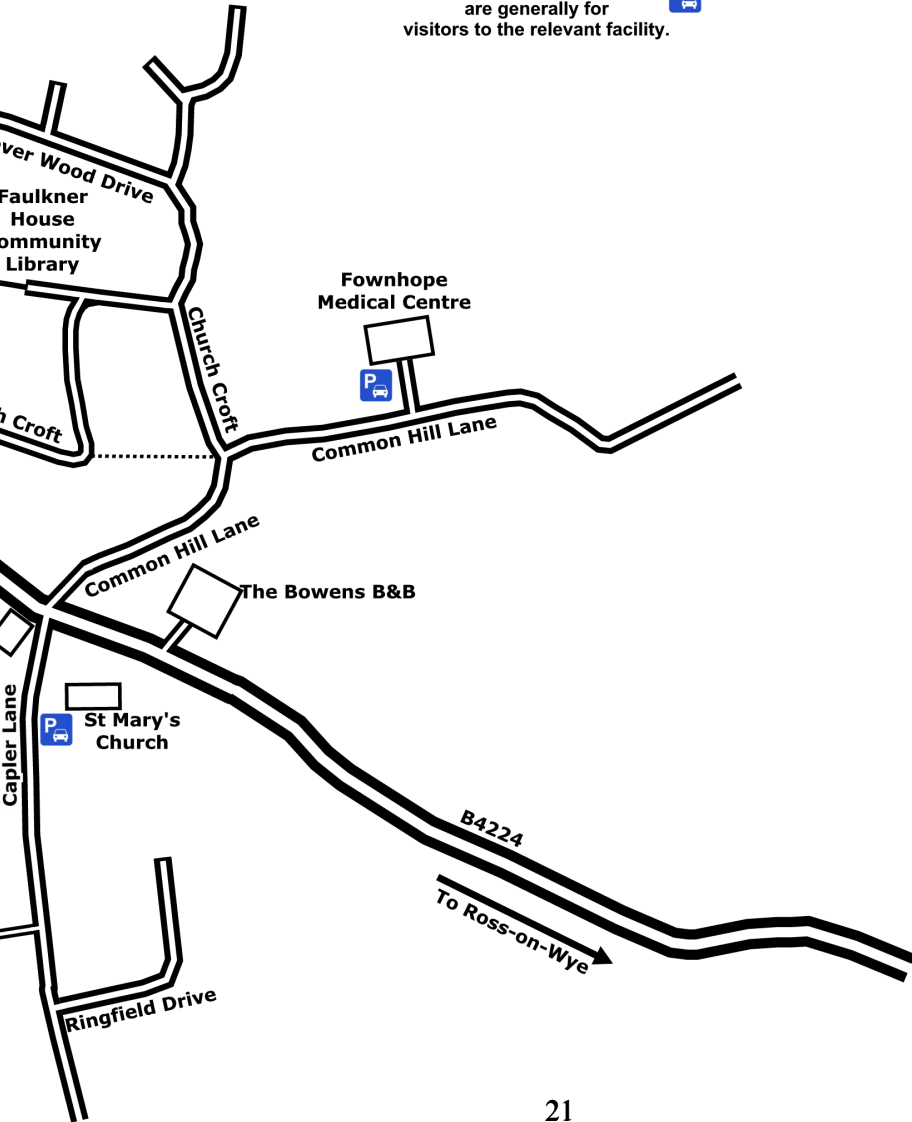 are generally for
visitors to the relevant facility.
ver Wood Drive
Faulkner
House
ommunity
Library
Fownhope
Medical Centre
Church Croft
P
h Croft
Common Hill Lane
Common Hill Lane
The Bowens B&B
Capler Lane
P
St Mary's
Church
B4224
To Ross-on-Wye
Ringfield Drive
21